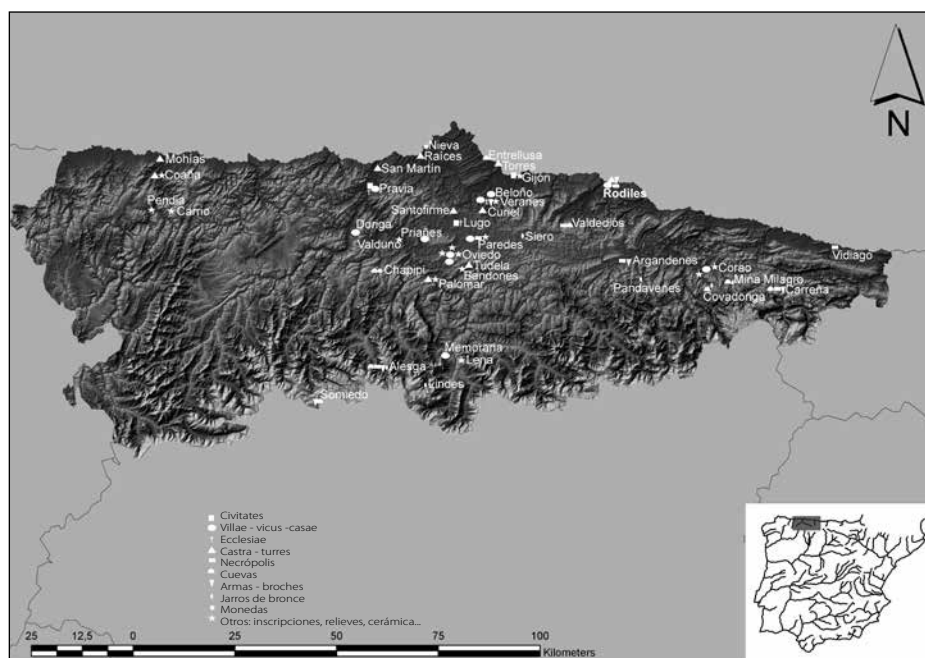 N
Nieva
Raíces
Mohías
Coaña
San Martín
Entrellusa
Torres
Gijón
Pendia
Carrio
Pravia
Beloño
Veranes
Rodiles
Santofirme
Curiel
Doriga
Lugo
Valdediós
Valduno
Priañes
Paredes
Siero
Vidiago
Oviedo
Chapipi
Tudela
Bendones
Argandenes
Corao
Palomar
Pandavenes
Mina Milagro
Covadonga
Carreña
Memorana
Lena
Alesga
Lindes
Somiedo
Civitates
Villae - vicus -casae
Ecclesiae
Castra - turres
Necrópolis
Cuevas
Armas - broches
Jarros de bronce
Monedas
Otros: inscripciones, relieves, cerámica...
25 12,5 0 25 50 75 100
Kilometers